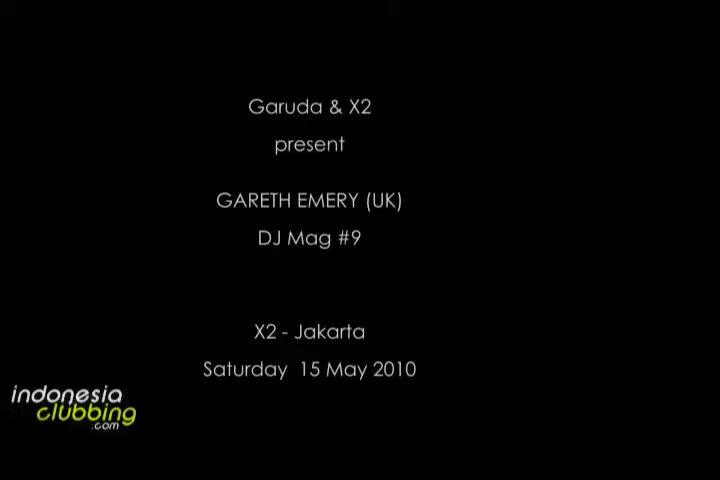 Garuda & X2
present
GARETH EMERY (UK)
DJ Mag #9
X2 - Jakarta
Saturday 15 May 2010
indonesia
clubbing
.com